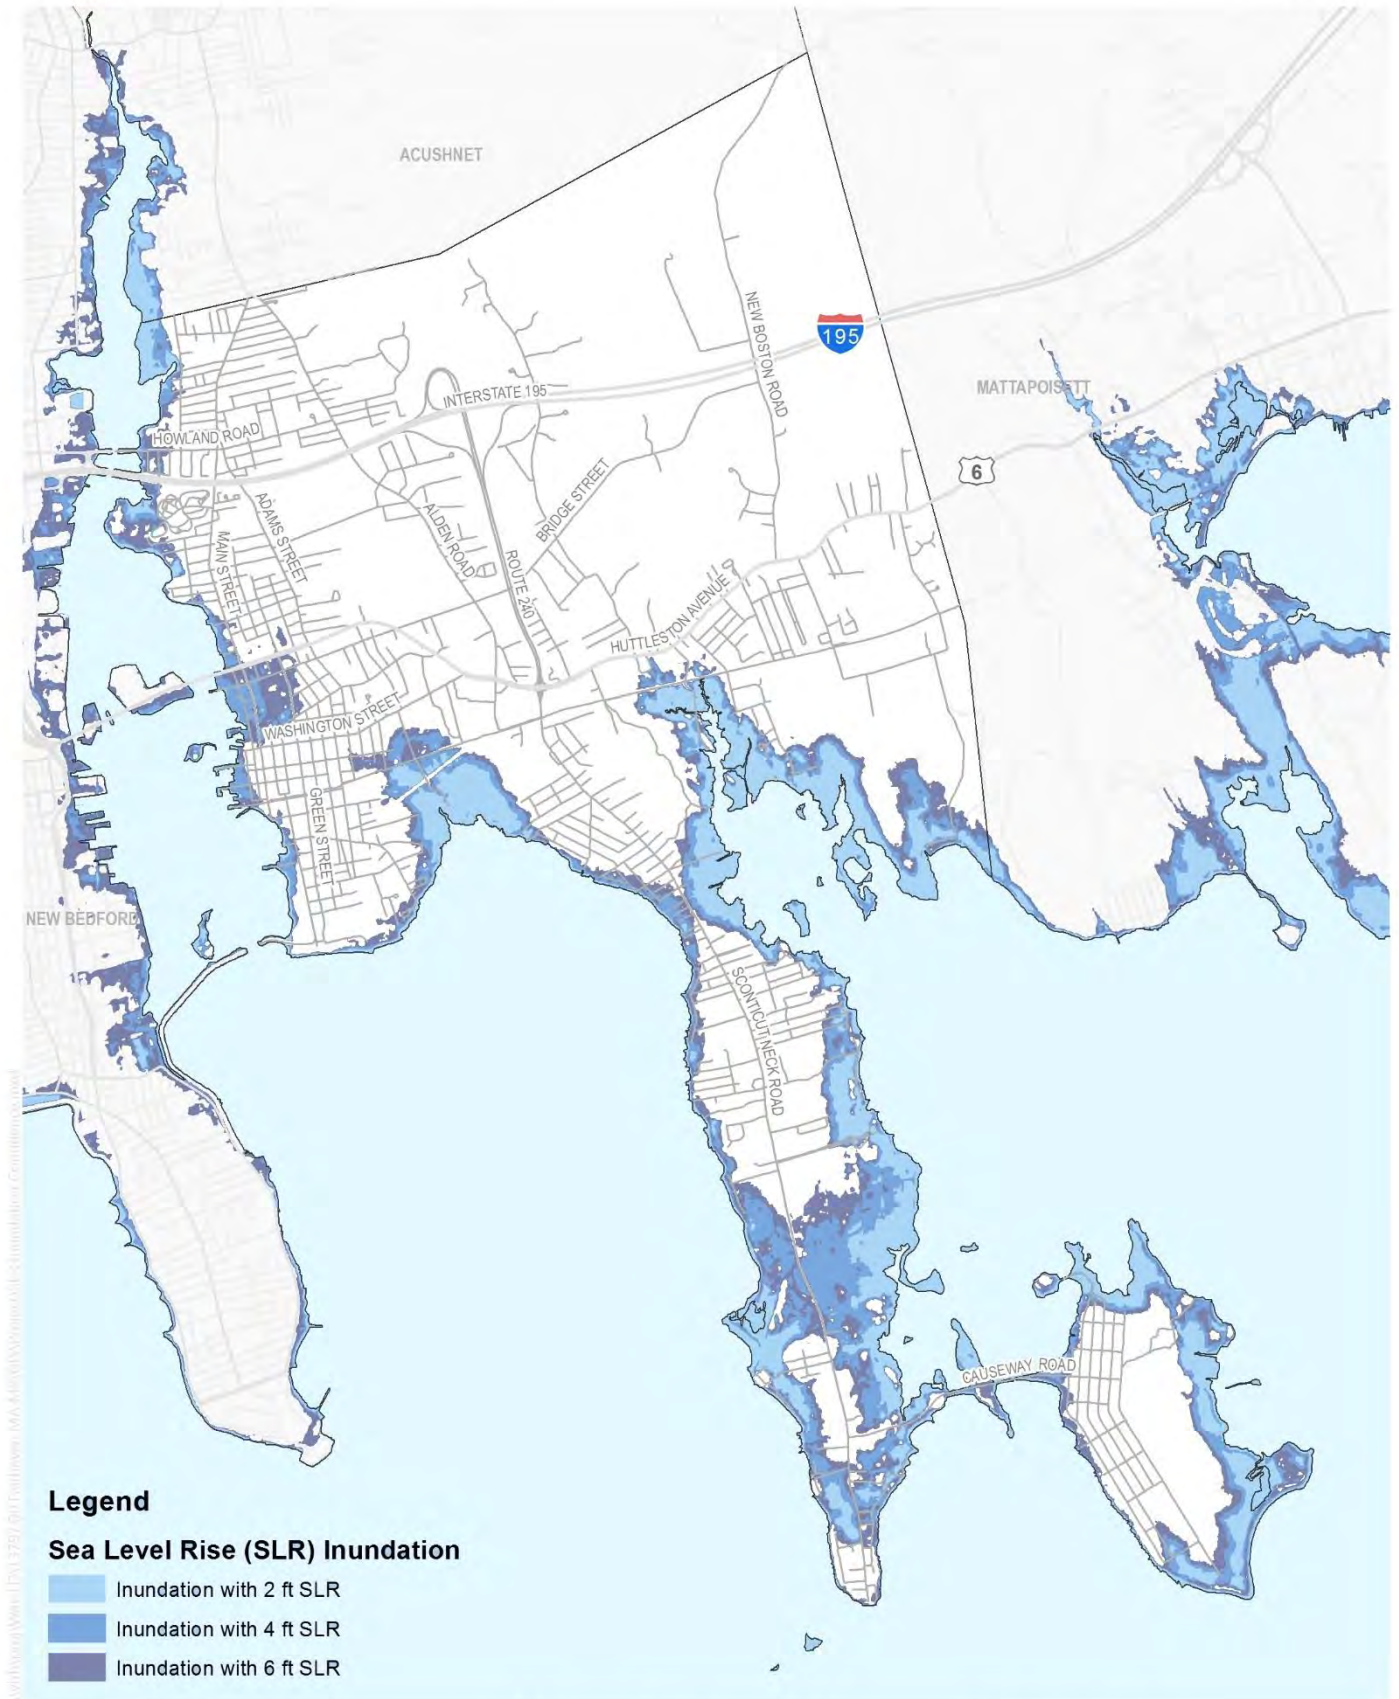 ACUSHNET
NEW BOSTON ROAD
195
MATTAPOISETT
INTERSTATE 195
HOWLAND ROAD
6
BRIDGE STREET
ADAMS STREET
ALDEN ROAD
MAIN STREET
ROUTE 240
HUTTLESTON AVENUE
WASHINGTON STREET
GREEN STREET
NEW BEDFORD
SCONTICUT NECK ROAD
CAUSEWAY ROAD
Legend
Sea Level Rise (SLR) Inundation
Inundation with 2 ft SLR
Inundation with 4 ft SLR
Inundation with 6 ft SLR